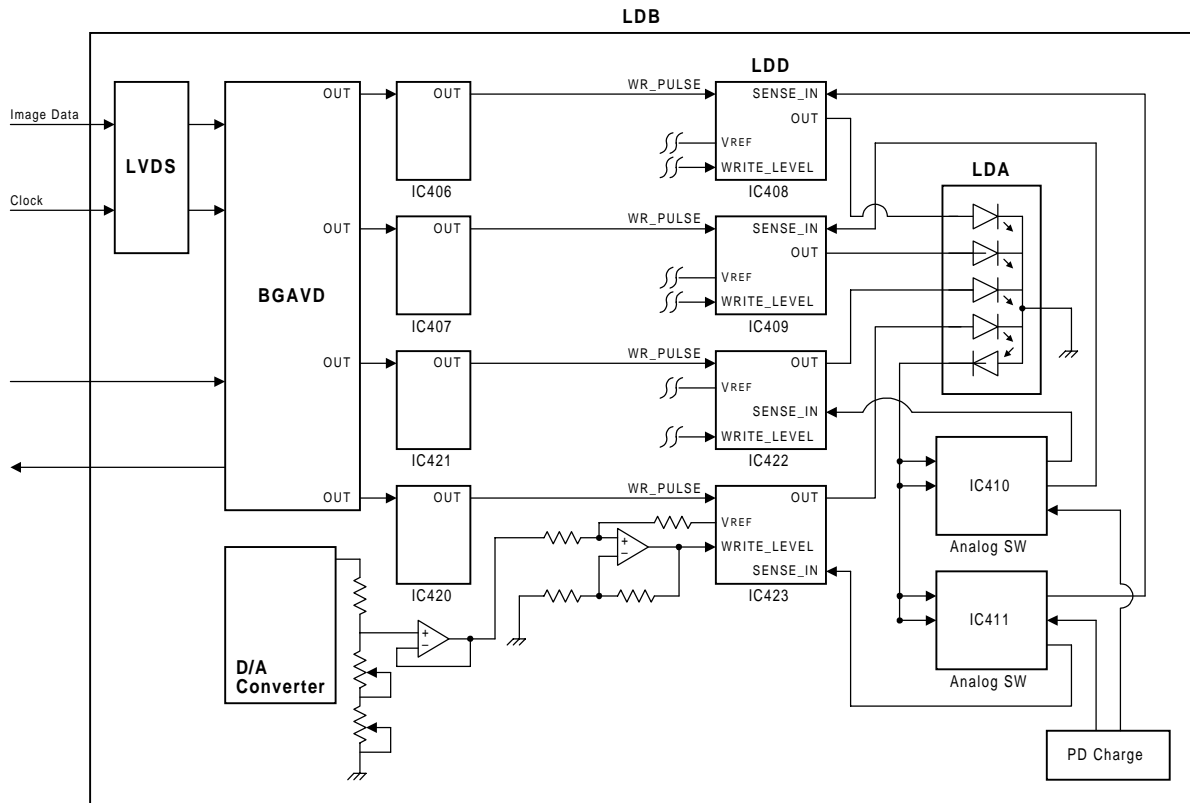 LDB
Image Data
Clock
LVDS
BGAVD
OUT
OUT
OUT
OUT
OUT
IC406
OUT
IC407
OUT
IC421
OUT
IC420
WR_PULSE
WR_PULSE
WR_PULSE
WR_PULSE
LDD
SENSE_IN
OUT
VREF
WRITE_LEVEL
IC408
SENSE_IN
OUT
VREF
WRITE_LEVEL
IC409
OUT
VREF
SENSE_IN
WRITE_LEVEL
IC422
OUT
VREF
WRITE_LEVEL
SENSE_IN
IC423
LDA
IC410
Analog SW
IC411
Analog SW
PD Charge
D/A
Converter
+
−
+
−